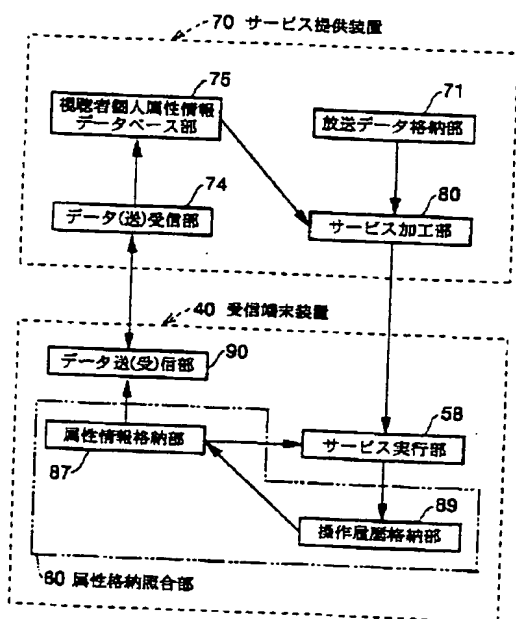 70 サービス提供装置
75
視聴者個人属性情報
データベース部
71
放送データ格納部
74
データ(送)受信部
80
サービス加工部
40 受信端末装置
データ送(受)信部
90
属性情報格納部
87
58
サービス実行部
89
操作履歴格納部
60 属性格納照合部